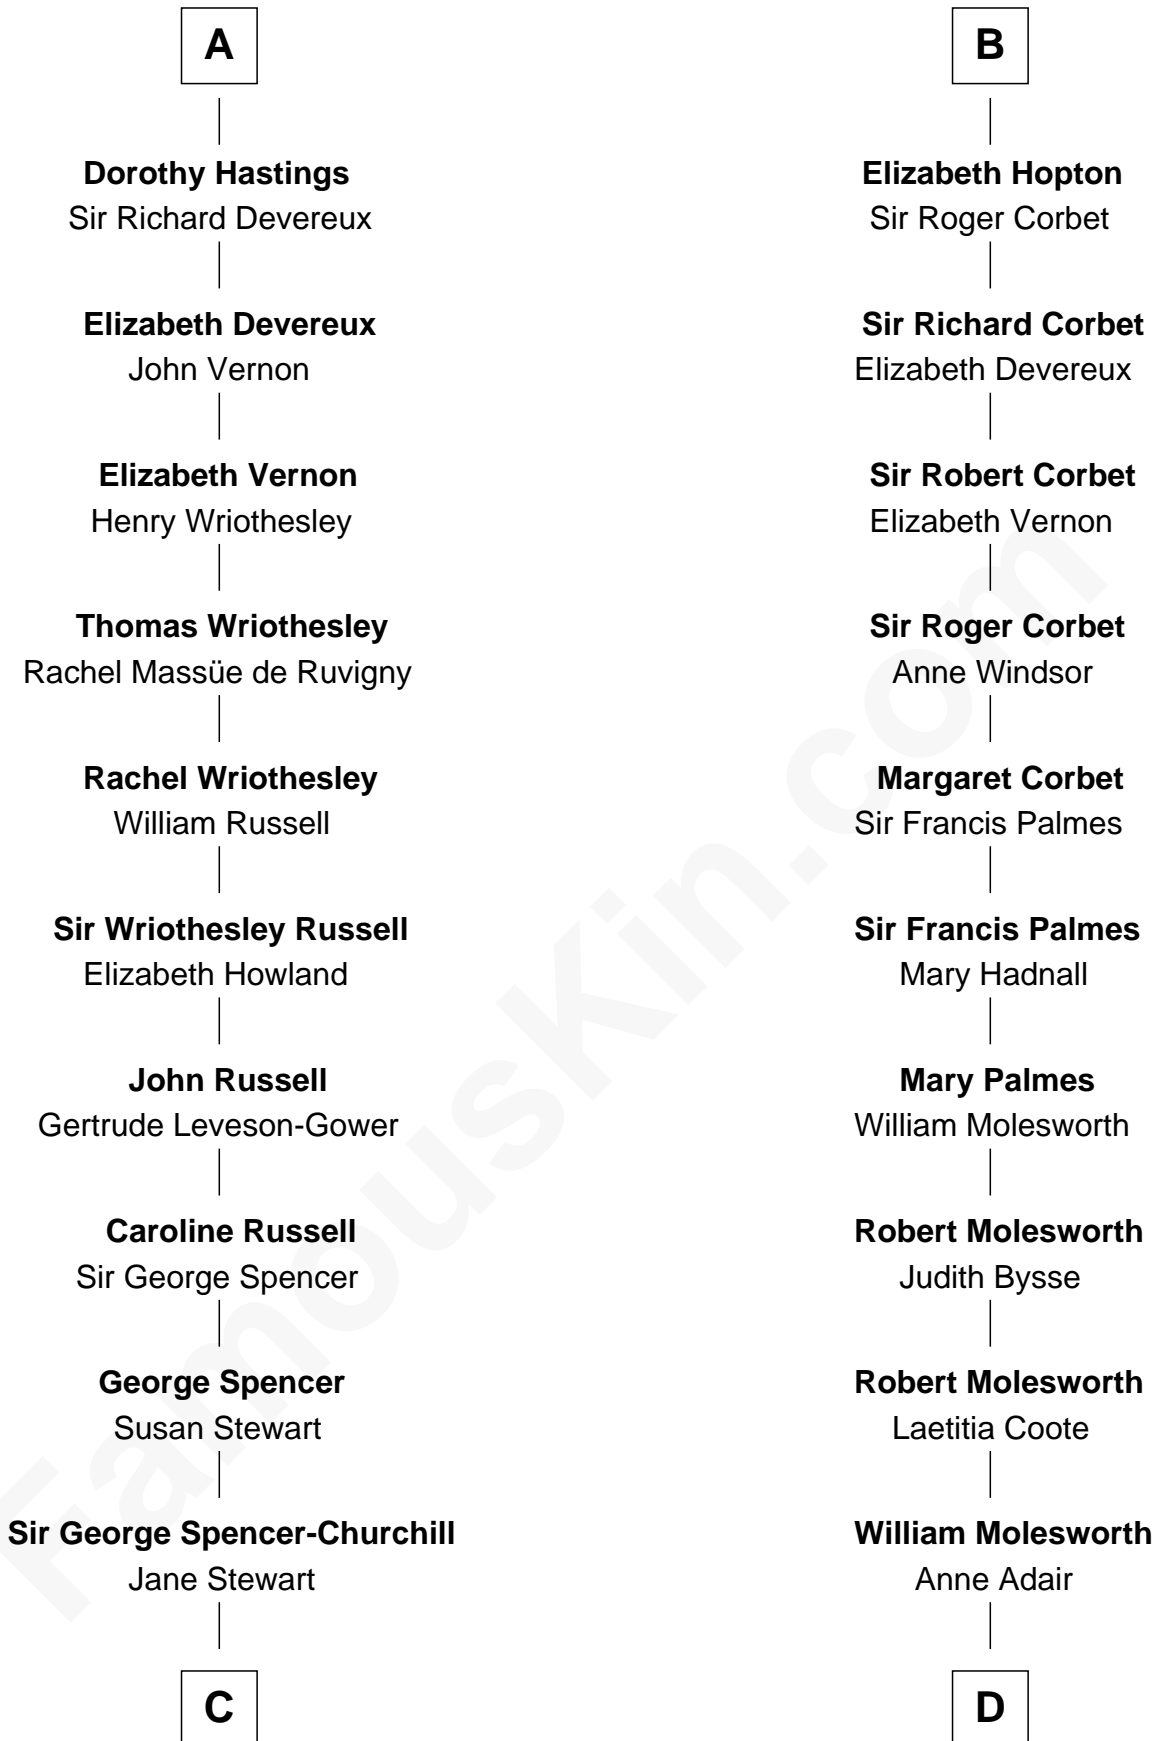 A
Dorothy Hastings
Sir Richard Devereux
Elizabeth Devereux
John Vernon
Elizabeth Vernon
Henry Wriothesley
Thomas Wriothesley
Rachel Massüe de Ruvigny
Rachel Wriothesley
William Russell
Sir Wriothesley Russell
Elizabeth Howland
John Russell
Gertrude Leveson-Gower
Caroline Russell
Sir George Spencer
George Spencer
Susan Stewart
Sir George Spencer-Churchill
Jane Stewart
C
B
Elizabeth Hopton
Sir Roger Corbet
Sir Richard Corbet
Elizabeth Devereux
Sir Robert Corbet
Elizabeth Vernon
Sir Roger Corbet
Anne Windsor
Margaret Corbet
Sir Francis Palmes
Sir Francis Palmes
Mary Hadnall
Mary Palmes
William Molesworth
Robert Molesworth
Judith Bysse
Robert Molesworth
Laetitia Coote
William Molesworth
Anne Adair
D
FamousKin.com